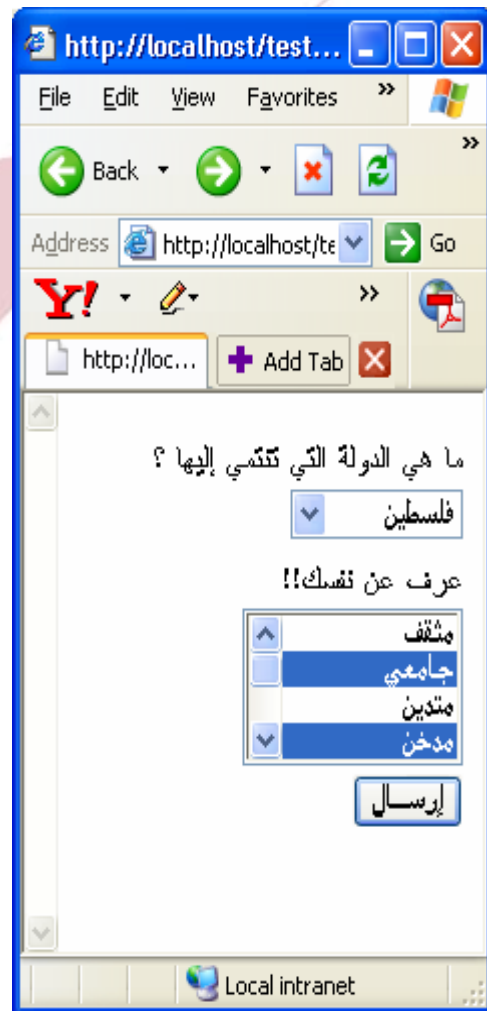 http://localhost/test...
File Edit View Favorites »
Back »
Address http://localhost/te Go
Y! »
http://loc... Add Tab
ما هي الدولة التي تنتمي إليها ؟
فلسطين
عرف عن نفسك!!
مثقف
جامعي
متدين
مدخن
إرســال
Local intranet